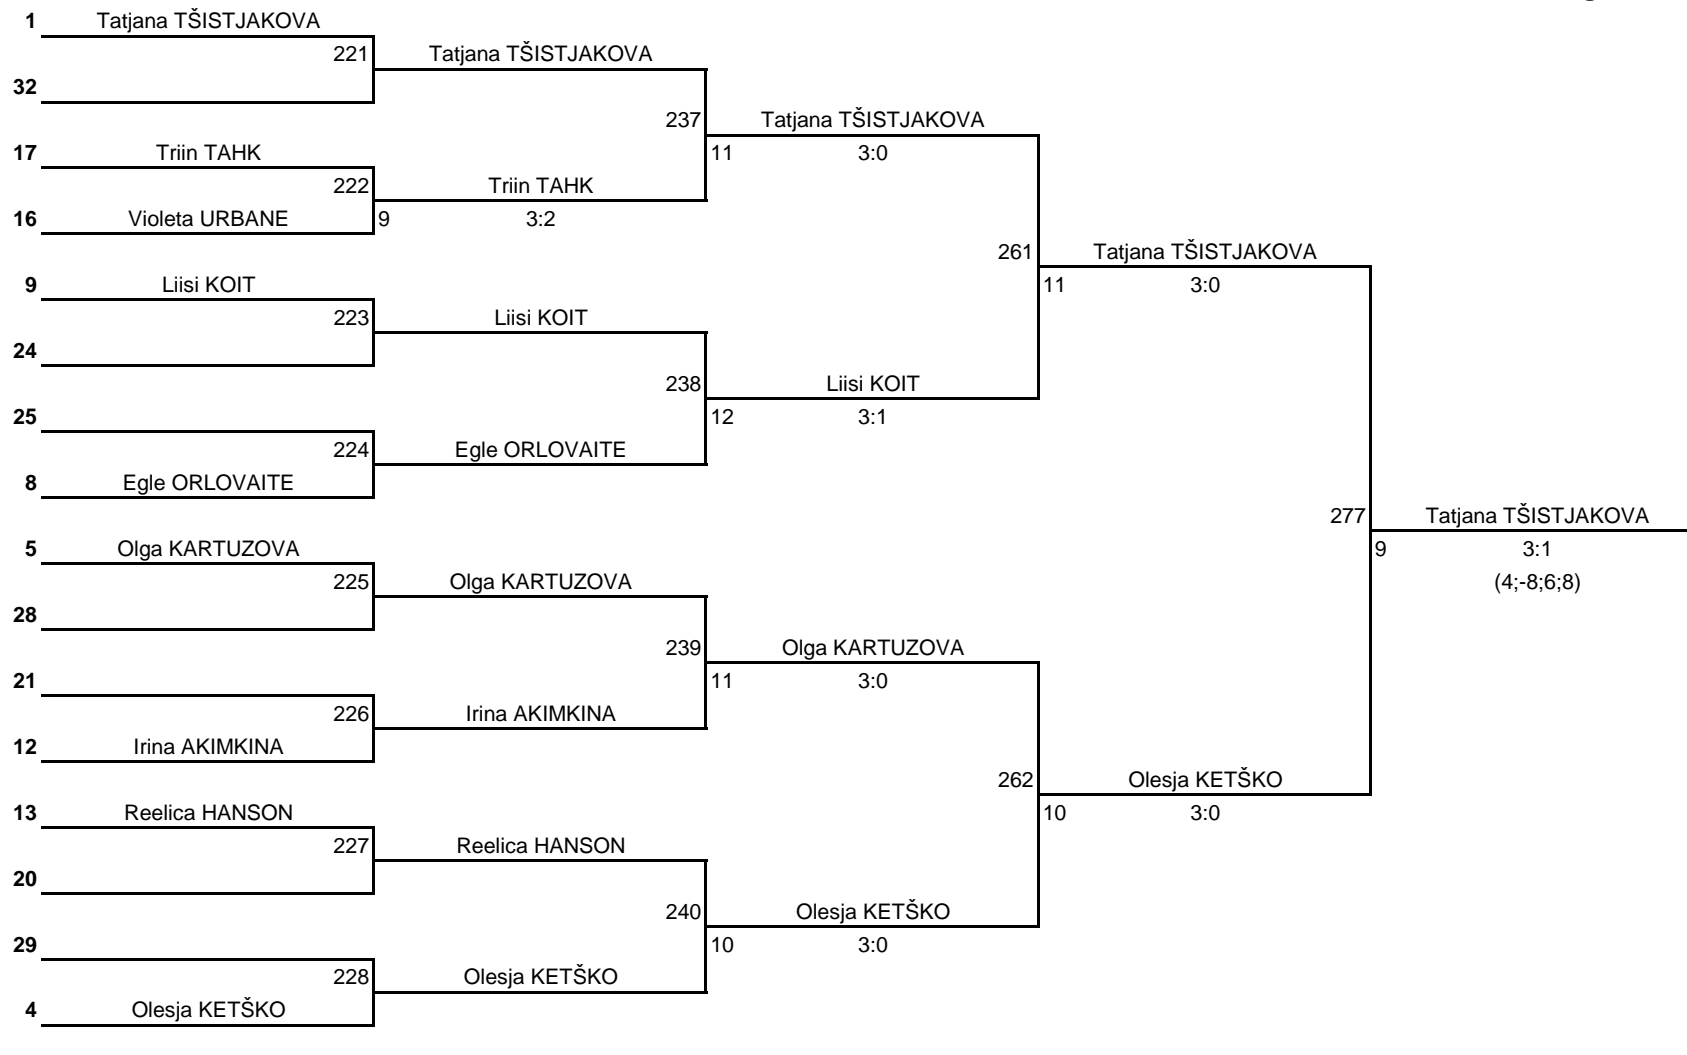 1 Tatjana TŠISTJAKOVA
221 Tatjana TŠISTJAKOVA
32
237 Tatjana TŠISTJAKOVA
17 Triin TAHK 11 3:0
222 Triin TAHK
16 Violeta URBANE 9 3:2
261 Tatjana TŠISTJAKOVA
9 Liisi KOIT 11 3:0
223 Liisi KOIT
24
238 Liisi KOIT
25 12 3:1
224 Egle ORLOVAITE
8 Egle ORLOVAITE
277 Tatjana TŠISTJAKOVA
5 Olga KARTUZOVA 9 3:1
225 Olga KARTUZOVA (4;-8;6;8)
28
239 Olga KARTUZOVA
21 11 3:0
226 Irina AKIMKINA
12 Irina AKIMKINA
262 Olesja KETŠKO
13 Reelica HANSON 10 3:0
227 Reelica HANSON
20
240 Olesja KETŠKO
29 10 3:0
228 Olesja KETŠKO
4 Olesja KETŠKO